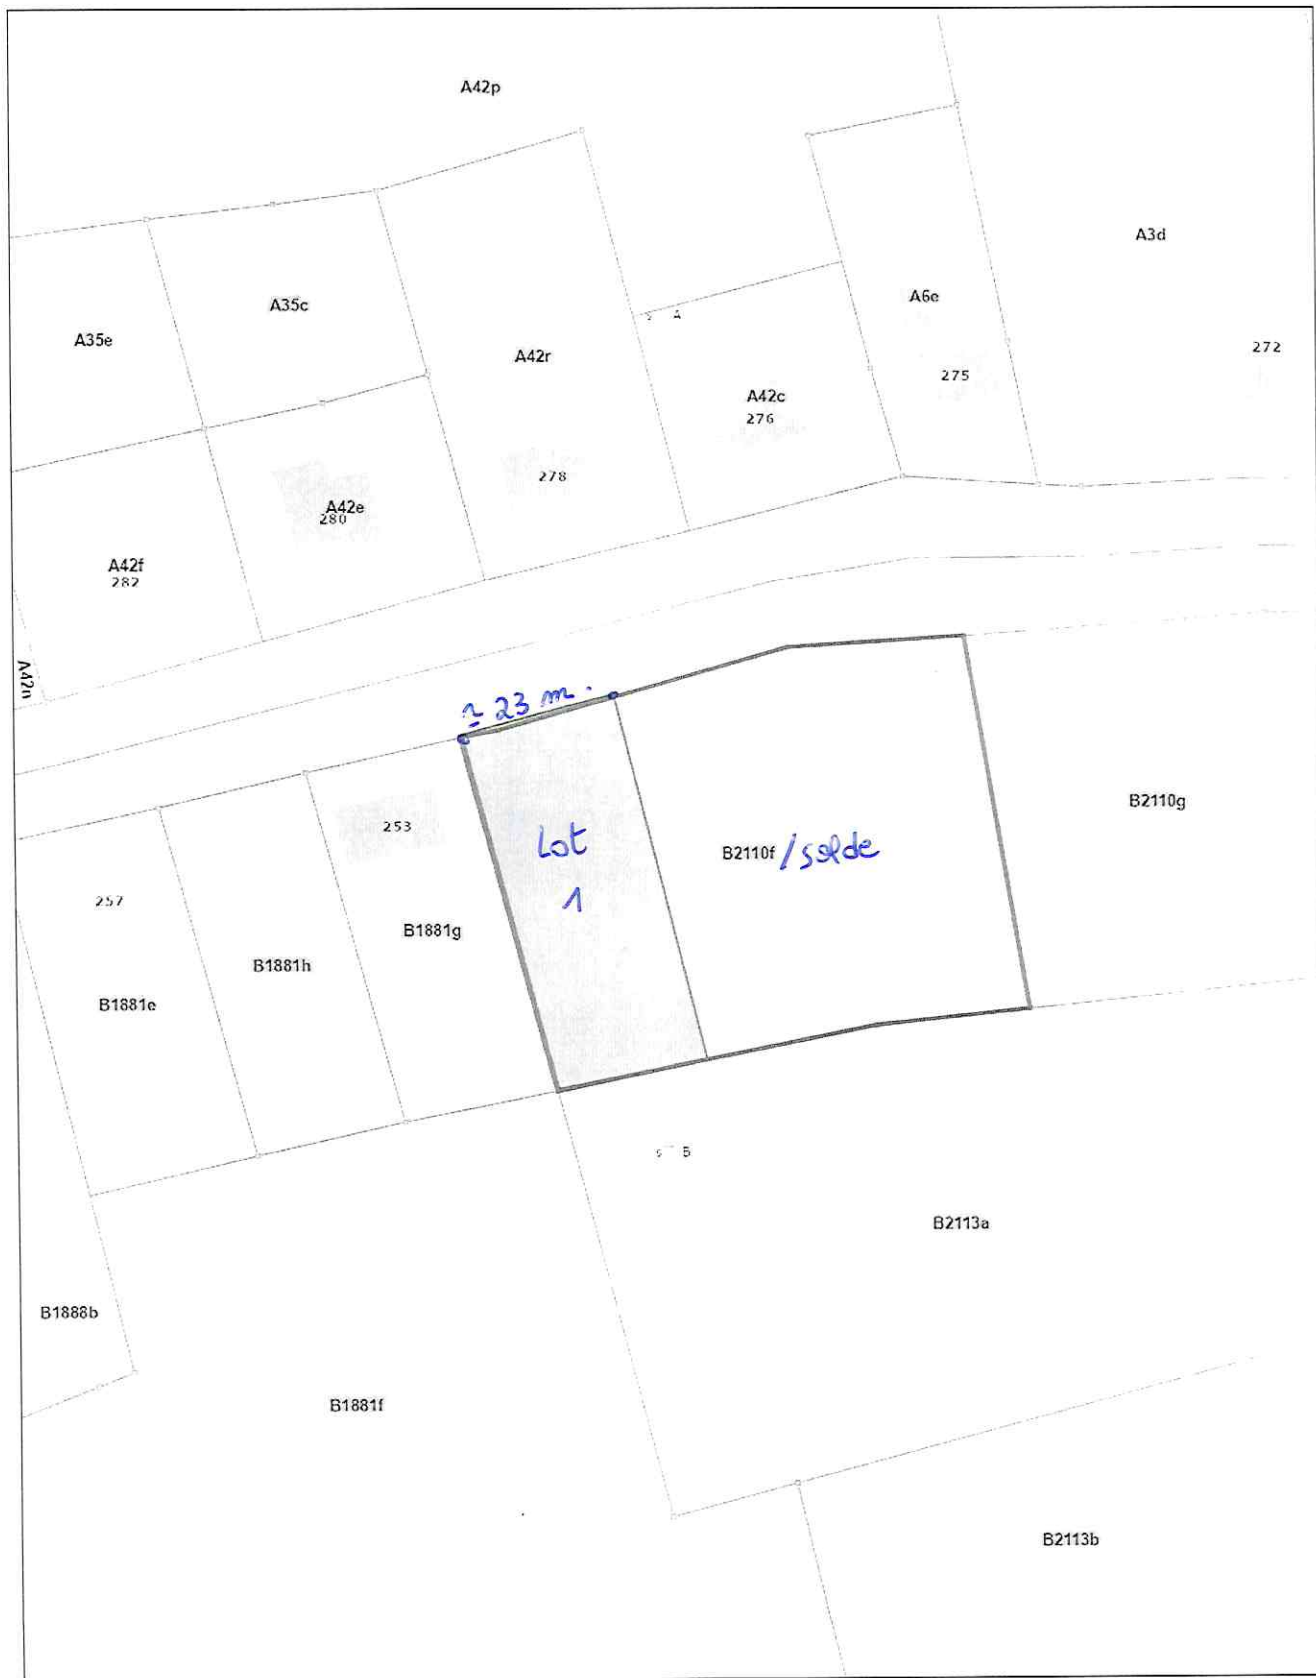 A42p
A3d
A35c
A6e
A35e
A42r
A
272
275
A42c
276
278
A42e
280
A42f
282
A42n
≃ 23 m.
B2110g
253
Lot
1
B2110f / solde
257
B1881g
B1881h
B1881e
B
B2113a
B1888b
B1881f
B2113b